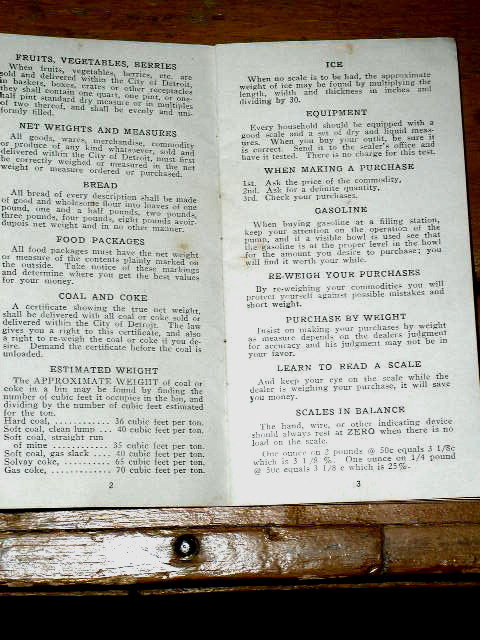 FRUITS, VEGETABLES, BERRIES
When fruits, vegetables, berries, etc. are
sold and delivered within the City of Detroit,
in baskets, boxes, crates or other receptacles
they shall contain one quart, one pint, or one-
half pint standard dry measure or in multiples
of two thereof, and shall be evenly and uni-
formly filled.
NET WEIGHTS AND MEASURES
All goods, wares, merchandise, commodity
or produce of any kind whatsoever, sold and
delivered within the City of Detroit, must first
be correctly weighed or measured in the net
weight or measure ordered or purchased.
BREAD
All bread of every description shall be made
of good and wholesome flour into loaves of one
pound, one and a half pounds, two pounds,
three pounds, four pounds, eight pounds avoir-
dupois net weight and in no other manner.
FOOD PACKAGES
All food packages must have the net weight
or measure of the contents plainly marked on
the outside. Take notice of these markings
and determine where you get the best values
for your money.
COAL AND COKE
A certificate showing the true net weight,
shall be delivered with all coal or coke sold or
delivered within the City of Detroit. The law
gives you a right to this certificate, and also
a right to re-weigh the coal or coke if you de-
sire. Demand the certificate before the coal is
unloaded.
ESTIMATED WEIGHT
The APPROXIMATE WEIGHT of coal or
coke in a bin may be found by finding the
number of cubic feet it occupies in the bin, and
dividing by the number of cubic feet estimated
for the ton.
Hard coal, ............ 36 cubic feet per ton.
Soft coal, clean lump .. 40 cubic feet per ton.
Soft coal, straight run
of mine ............ 35 cubic feet per ton.
Soft coal, gas slack .... 40 cubic feet per ton.
Solvay coke, ........... 65 cubic feet per ton.
Gas coke, ............. 70 cubic feet per ton.
2
ICE
When no scale is to be had, the approximate
weight of ice may be found by multiplying the
length, width and thickness in inches and
dividing by 30.
EQUIPMENT
Every household should be equipped with a
good scale and a set of dry and liquid meas-
ures. When you buy your outfit, be sure it
is correct. Send it to the sealer's office and
have it tested. There is no charge for this test.
WHEN MAKING A PURCHASE
1st. Ask the price of the commodity,
2nd. Ask for a definite quantity,
3rd. Check your purchases.
GASOLINE
When buying gasoline at a filling station,
keep your attention on the operation of the
pump, and if a visible bowl is used see that
the gasoline is at the proper level in the bowl
for the amount you desire to purchase; you
will find it worth your while.
RE-WEIGH YOUR PURCHASES
By re-weighing your commodities you will
protect yourself against possible mistakes and
short weight.
PURCHASE BY WEIGHT
Insist on making your purchases by weight
as measure depends on the dealers judgment
for accuracy and his judgment may not be in
your favor.
LEARN TO READ A SCALE
And keep your eye on the scale while the
dealer is weighing your purchase, it will save
you money.
SCALES IN BALANCE
The hand, wire, or other indicating device
should always rest at ZERO when there is no
load on the scale.
One ounce on 2 pounds @ 50c equals 3 1/8c
which is 3 1/8 %. One ounce on 1/4 pound
@ 50c equals 3 1/8 c which is 25%.
3